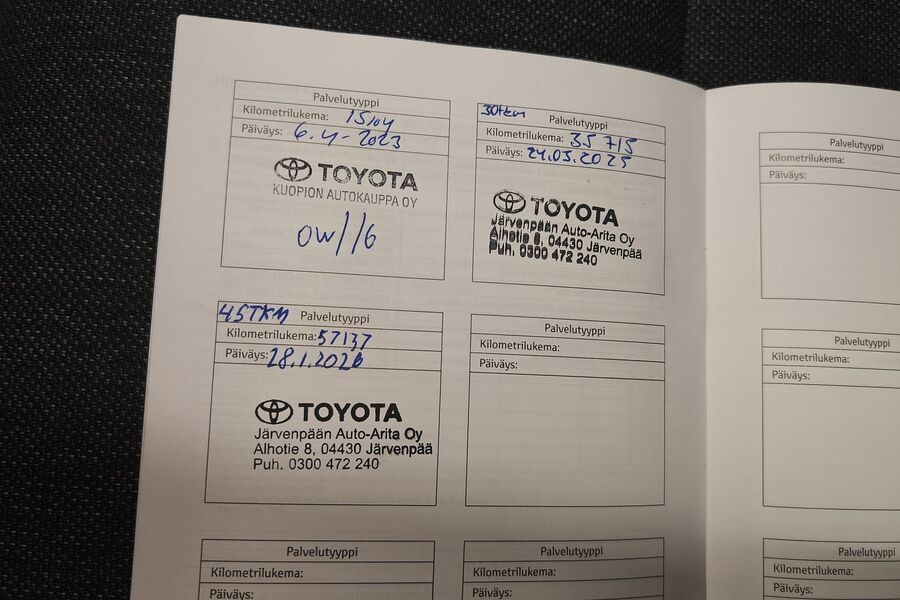 Palvelutyyppi
Kilometrilukema: 15104
Päiväys: 6.4-2023
TOYOTA
KUOPION AUTOKAUPPA OY
0W//16
30tkm
Palvelutyyppi
Kilometrilukema: 35 715
Päiväys: 24.03.2025
TOYOTA
Järvenpään Auto-Arita Oy
Alhotie 8, 04430 Järvenpää
Puh. 0300 472 240
45TKM Palvelutyyppi
Kilometrilukema: 57137
Päiväys: 28.1.2026
TOYOTA
Järvenpään Auto-Arita Oy
Alhotie 8, 04430 Järvenpää
Puh. 0300 472 240
Palvelutyyppi
Kilometrilukema:
Päiväys:
Palvelutyyppi
Kilometrilukema:
Päiväys:
Palvelutyyppi
Kilometrilukema:
Päiväys:
Palvelutyyppi
Kilometrilukema:
Päiväys:
Palvelutyyppi
Kilometrilukema:
Päiväys:
Palvelutyyppi
Kilometrilukema:
Päiväys: